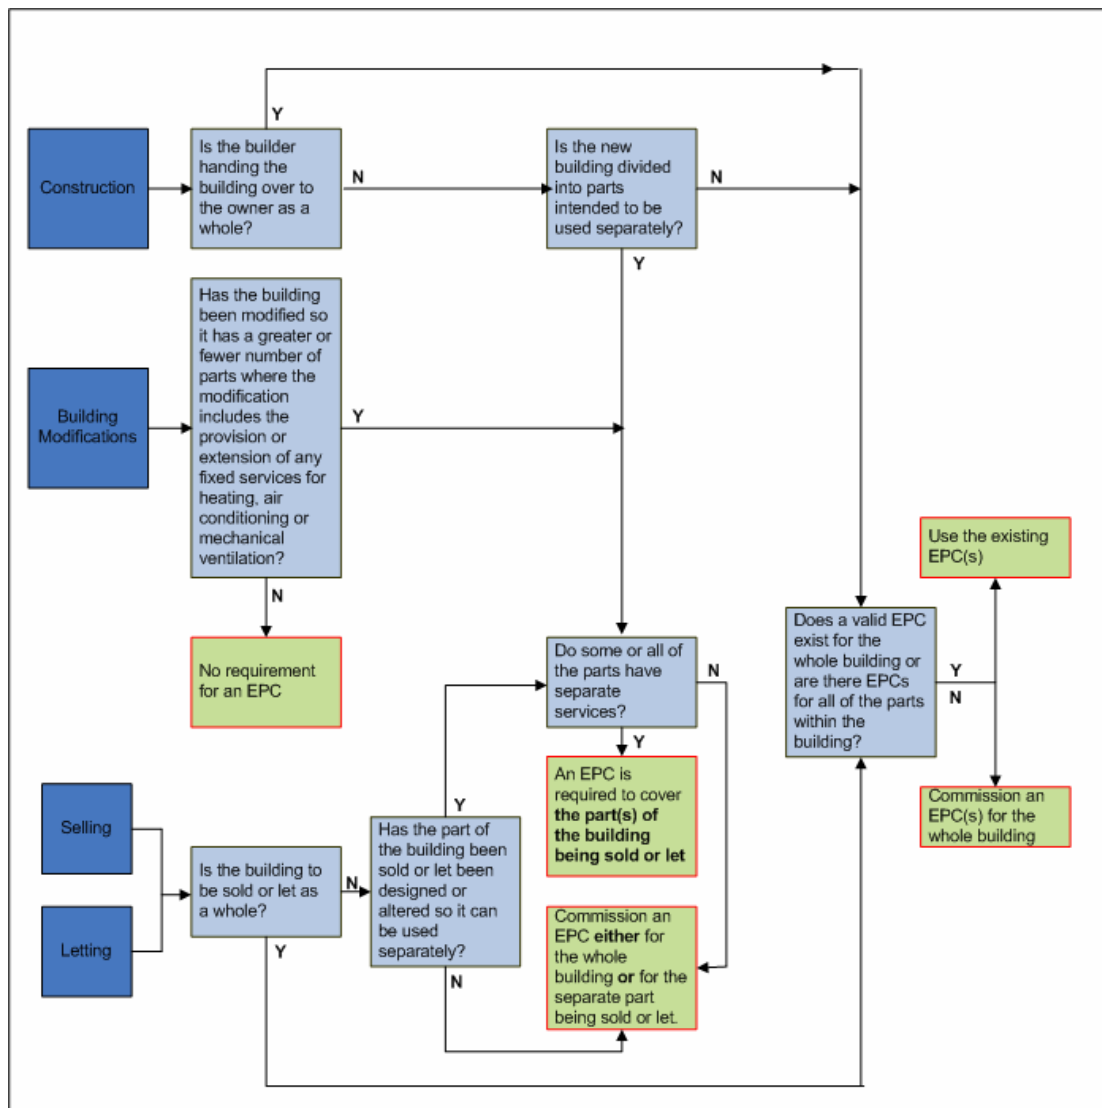 Y
Construction
Is the builder
handing the
building over to
the owner as a
whole?
N
Is the new
building divided
into parts
intended to be
used separately?
N
Y
Building
Modifications
Has the building
been modified so
it has a greater or
fewer number of
parts where the
modification
includes the
provision or
extension of any
fixed services for
heating, air
conditioning or
mechanical
ventilation?
Y
N
No requirement
for an EPC
Do some or all of
the parts have
separate
services?
N
Y
An EPC is
required to cover
the part(s) of
the building
being sold or let
Does a valid EPC
exist for the
whole building or
are there EPCs
for all of the parts
within the
building?
Y
N
Use the existing
EPC(s)
Commission an
EPC(s) for the
whole building
Selling
Letting
Is the building to
be sold or let as
a whole?
N
Y
Y
Has the part of
the building been
sold or let been
designed or
altered so it can
be used
separately?
N
Commission an
EPC either for
the whole
building or for the
separate part
being sold or let.